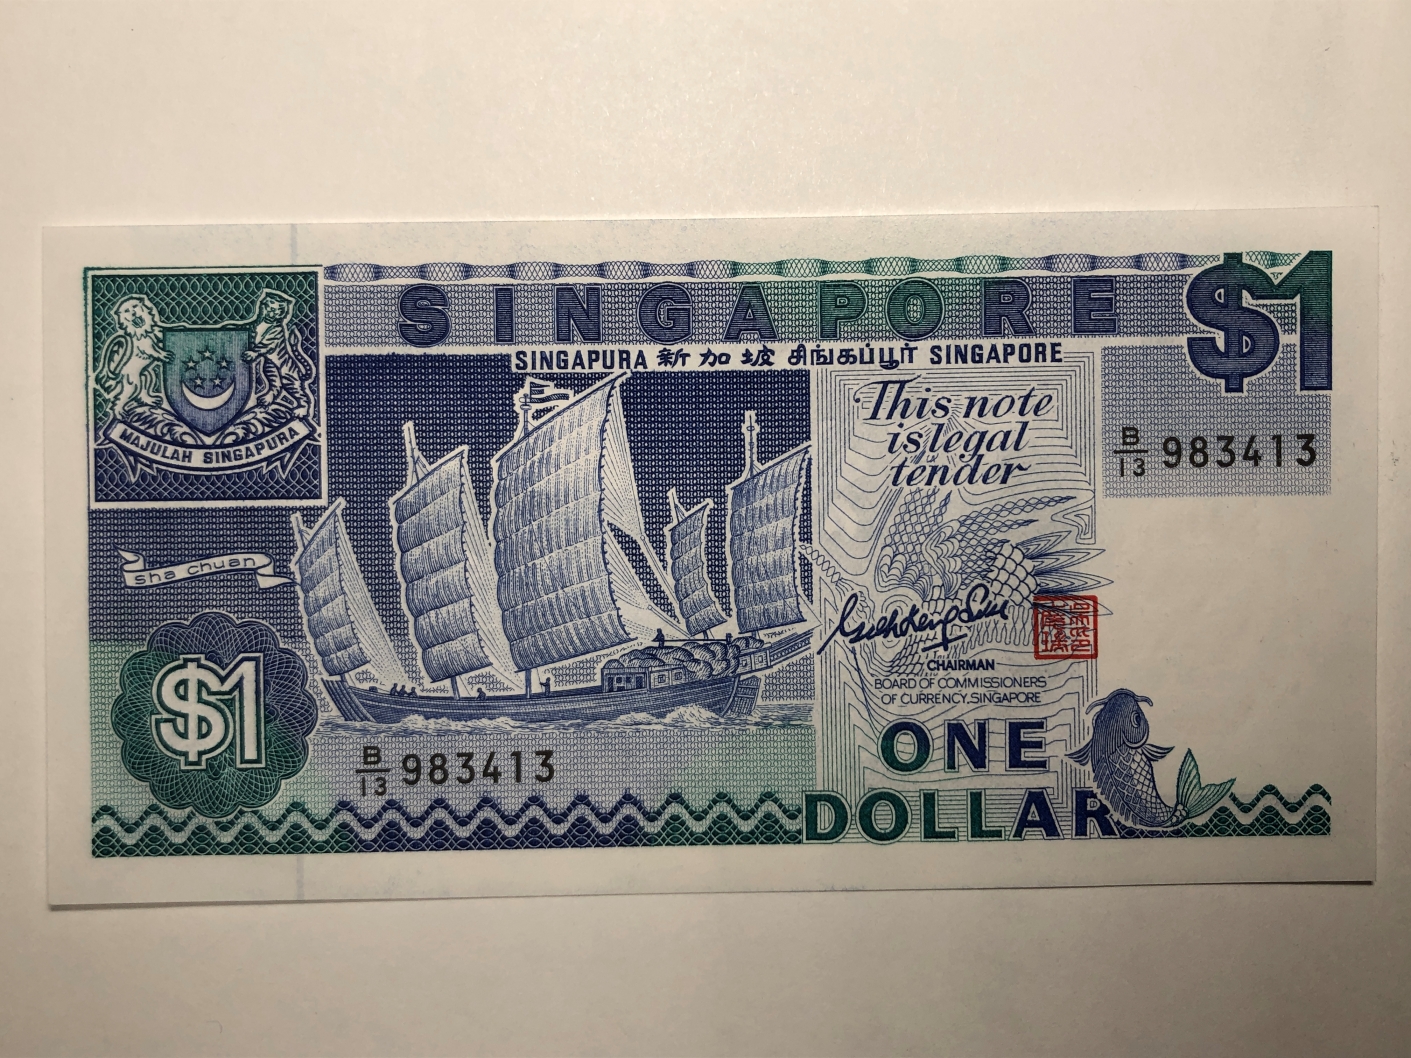 SINGAPORE
$1
SINGAPURA 新加坡 சிங்கப்பூர் SINGAPORE
MAJULAH SINGAPURA
This note
is legal
tender
B/13 983413
sha chuan
CHAIRMAN
BOARD OF COMMISSIONERS
OF CURRENCY, SINGAPORE
$1
B/13 983413
ONE
DOLLAR